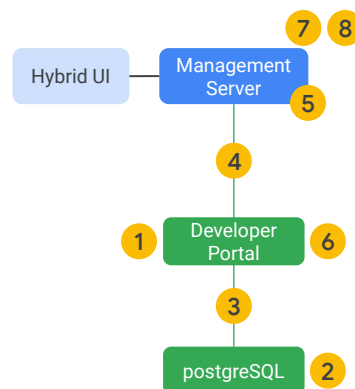 7 8
Hybrid UI
Management
Server
5
4
1
Developer
Portal
6
3
postgreSQL
2